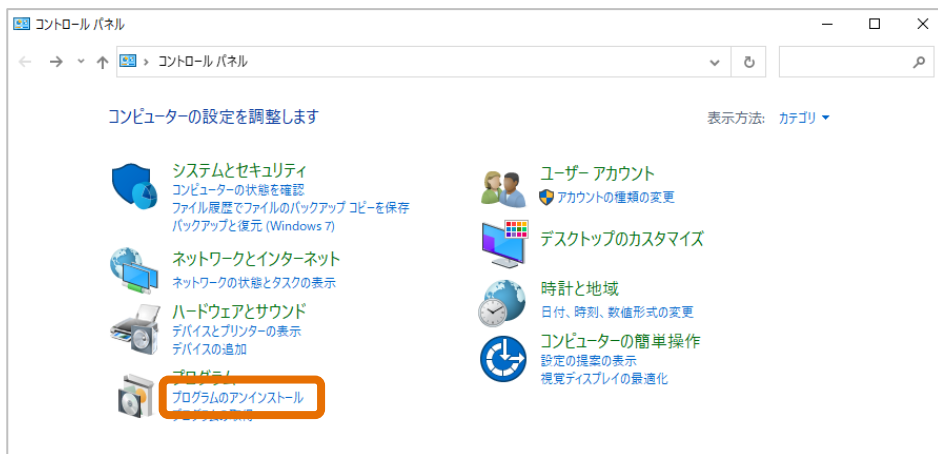 コントロール パネル
コントロール パネル
コンピューターの設定を調整します
表示方法: カテゴリ
システムとセキュリティ
コンピューターの状態を確認
ファイル履歴でファイルのバックアップ コピーを保存
バックアップと復元 (Windows 7)
ネットワークとインターネット
ネットワークの状態とタスクの表示
ハードウェアとサウンド
デバイスとプリンターの表示
デバイスの追加
プログラム
プログラムのアンインストール
ユーザー アカウント
アカウントの種類の変更
デスクトップのカスタマイズ
時計と地域
日付、時刻、数値形式の変更
コンピューターの簡単操作
設定の提案の表示
視覚ディスプレイの最適化